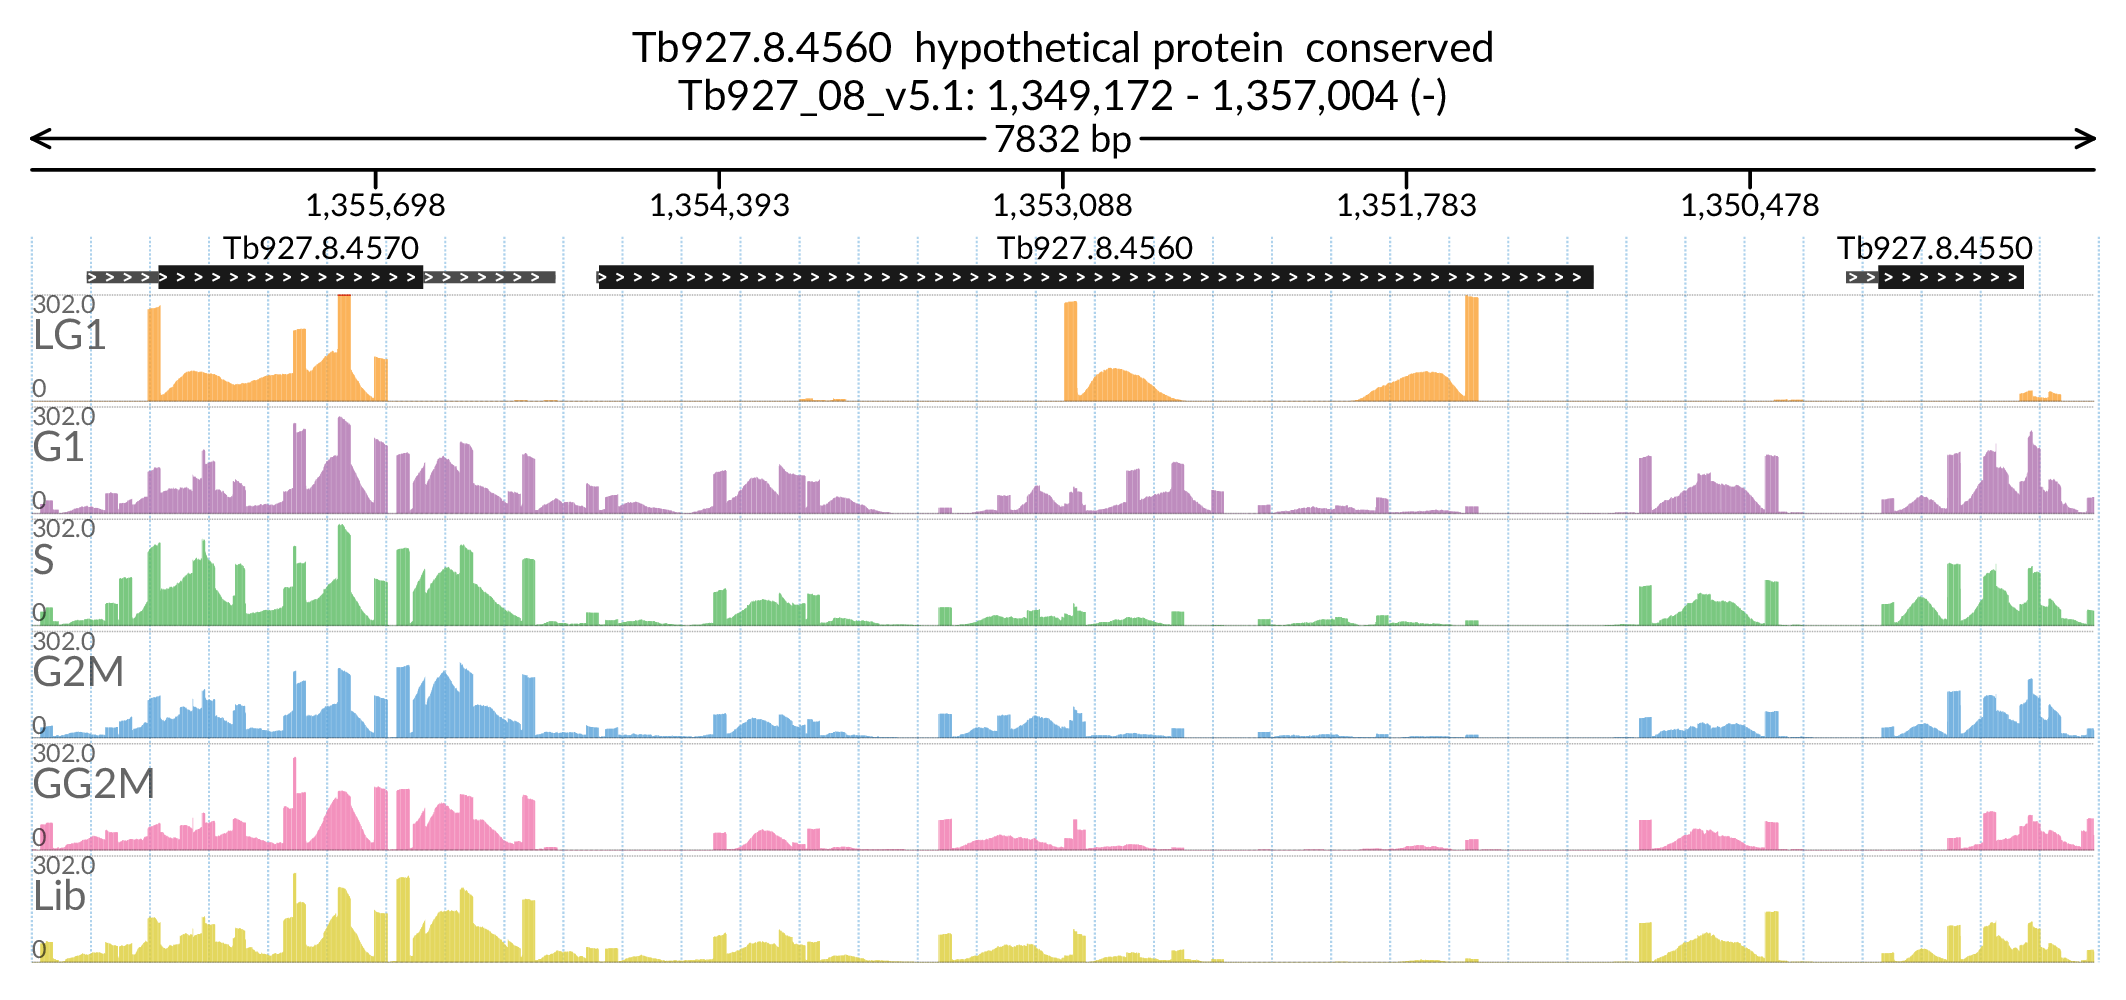 Tb927.8.4560 hypothetical protein conserved
Tb927_08_v5.1: 1,349,172 - 1,357,004 (-)
7832 bp
1,355,698 1,354,393 1,353,088 1,351,783 1,350,478
Tb927.8.4570 Tb927.8.4560 Tb927.8.4550
302.0
LG1
0
302.0
G1
0
302.0
S
0
302.0
G2M
0
302.0
GG2M
0
302.0
Lib
0